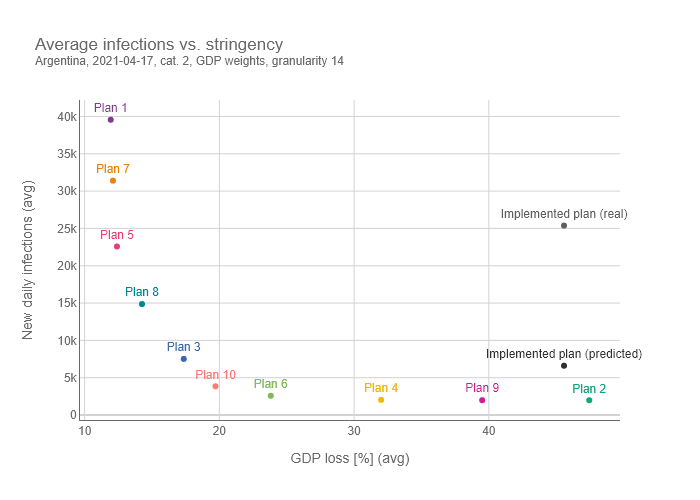 Average infections vs. stringency
Argentina, 2021-04-17, cat. 2, GDP weights, granularity 14
Plan 1
40k
35k
Plan 7
30k
Plan 5
Implemented plan (real)
25k
20k
Plan 8
15k
10k
Plan 3
Implemented plan (predicted)
5k
Plan 10
Plan 6
Plan 4
Plan 9
Plan 2
0
10
20
30
40
New daily infections (avg)
GDP loss [%] (avg)